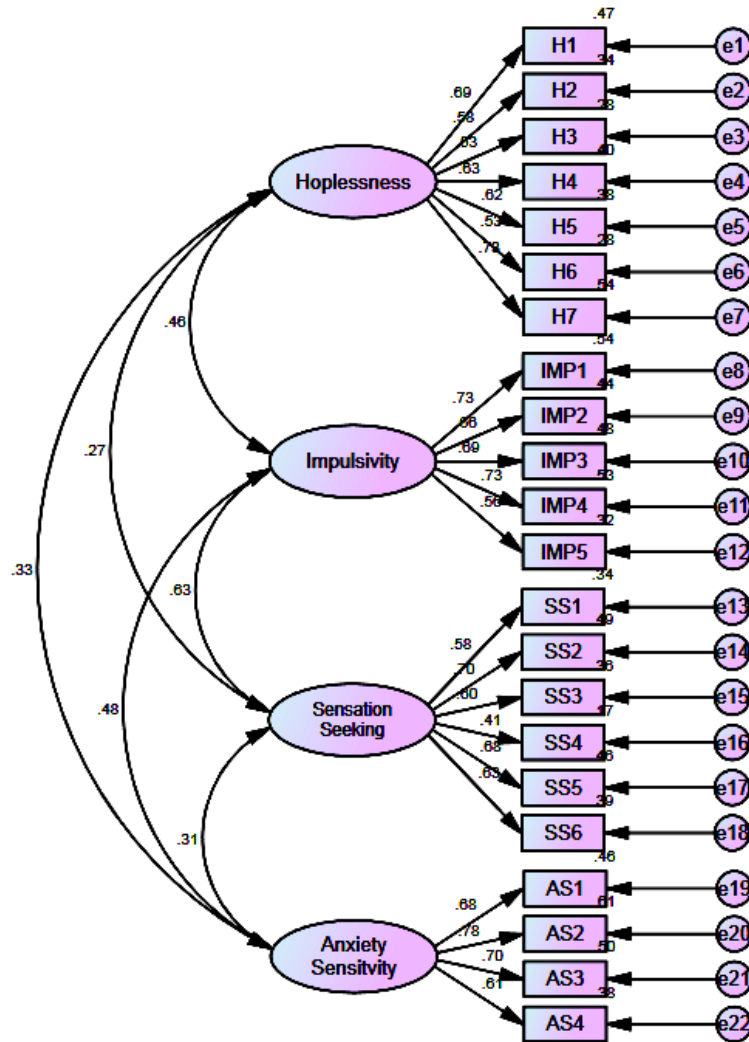 .47
H1
e1
.69
.34
H2
e2
.58
.28
H3
e3
.53
.40
H4
e4
.63
Hoplessness
.38
H5
e5
.62
.28
H6
e6
.53
.54
H7
e7
.73
.46
.54
IMP1
e8
.73
.44
IMP2
e9
.66
.48
IMP3
e10
.69
Impulsivity
.53
IMP4
e11
.73
.32
IMP5
e12
.56
.27
.33
.63
.34
SS1
e13
.58
.49
SS2
e14
.70
.36
SS3
e15
.60
Sensation
Seeking
.17
SS4
e16
.41
.46
SS5
e17
.68
.39
SS6
e18
.63
.48
.31
.46
AS1
e19
.68
.61
AS2
e20
.78
Anxiety
Sensitvity
.50
AS3
e21
.70
.38
AS4
e22
.61